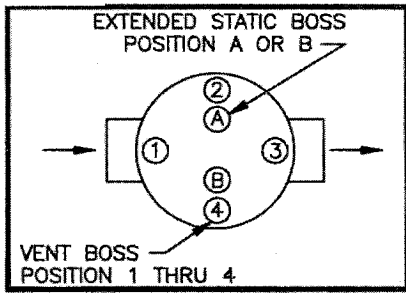 EXTENDED STATIC BOSS
POSITION A OR B
2
A
1
3
B
4
VENT BOSS
POSITION 1 THRU 4